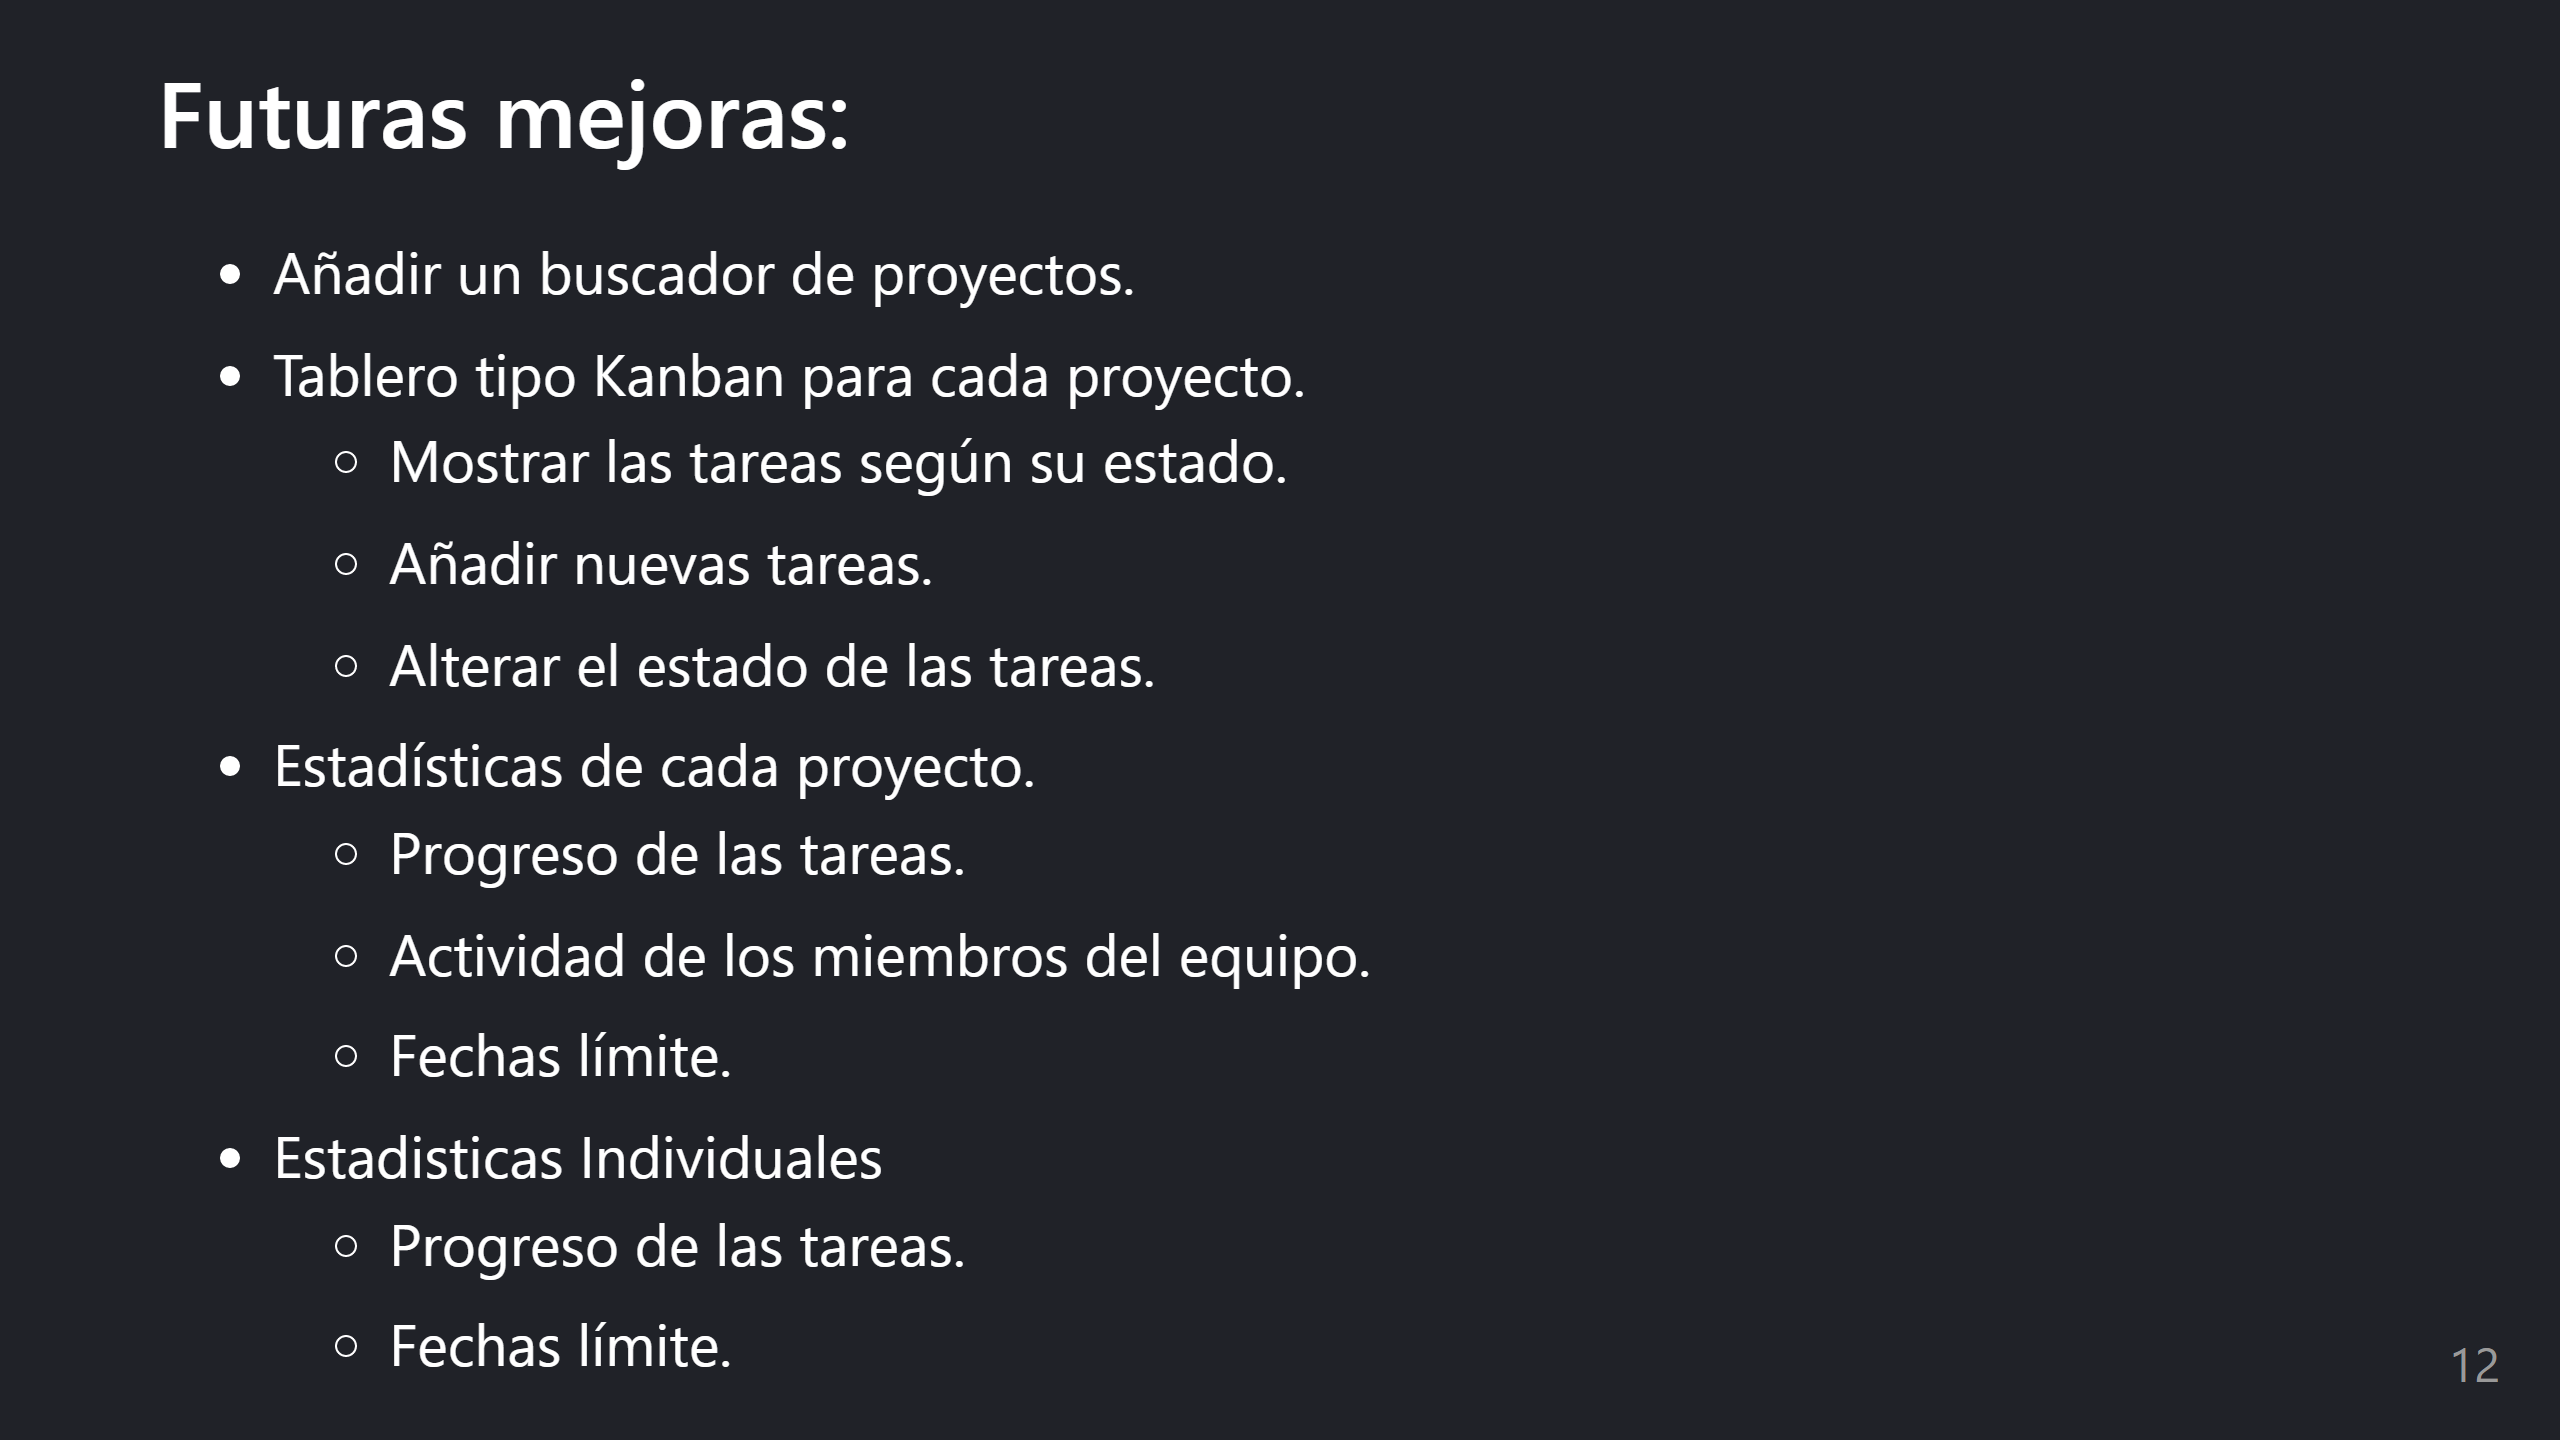 Futuras mejoras:
• Añadir un buscador de proyectos.
• Tablero tipo Kanban para cada proyecto.
○ Mostrar las tareas según su estado.
○ Añadir nuevas tareas.
○ Alterar el estado de las tareas.
• Estadísticas de cada proyecto.
○ Progreso de las tareas.
○ Actividad de los miembros del equipo.
○ Fechas límite.
• Estadisticas Individuales
○ Progreso de las tareas.
○ Fechas límite.
12